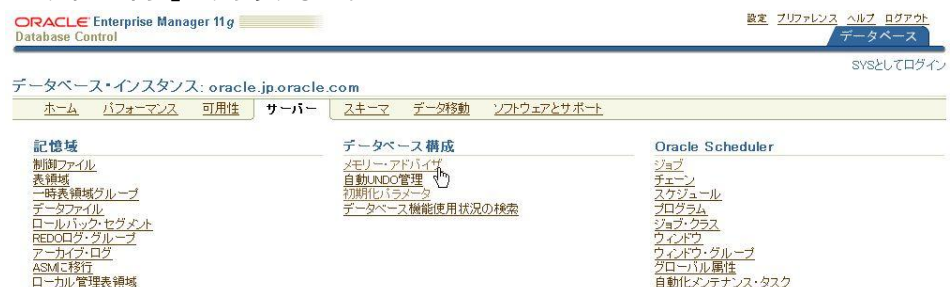 ORACLE Enterprise Manager 11g
Database Control
設定 プリファレンス ヘルプ ログアウト
データベース
SYSとしてログイン
データベース・インスタンス: oracle.jp.oracle.com
ホーム パフォーマンス 可用性 サーバー スキーマ データ移動 ソフトウェアとサポート
記憶域
制御ファイル
表領域
一時表領域グループ
データファイル
ロールバック・セグメント
REDOログ・グループ
アーカイブ・ログ
ASMに移行
ローカル管理表領域
データベース構成
メモリー・アドバイザ
自動UNDO管理
初期化パラメータ
データベース機能使用状況の検索
Oracle Scheduler
ジョブ
チェーン
スケジュール
プログラム
ジョブ・クラス
ウィンドウ
ウィンドウ・グループ
グローバル属性
自動化メンテナンス・タスク